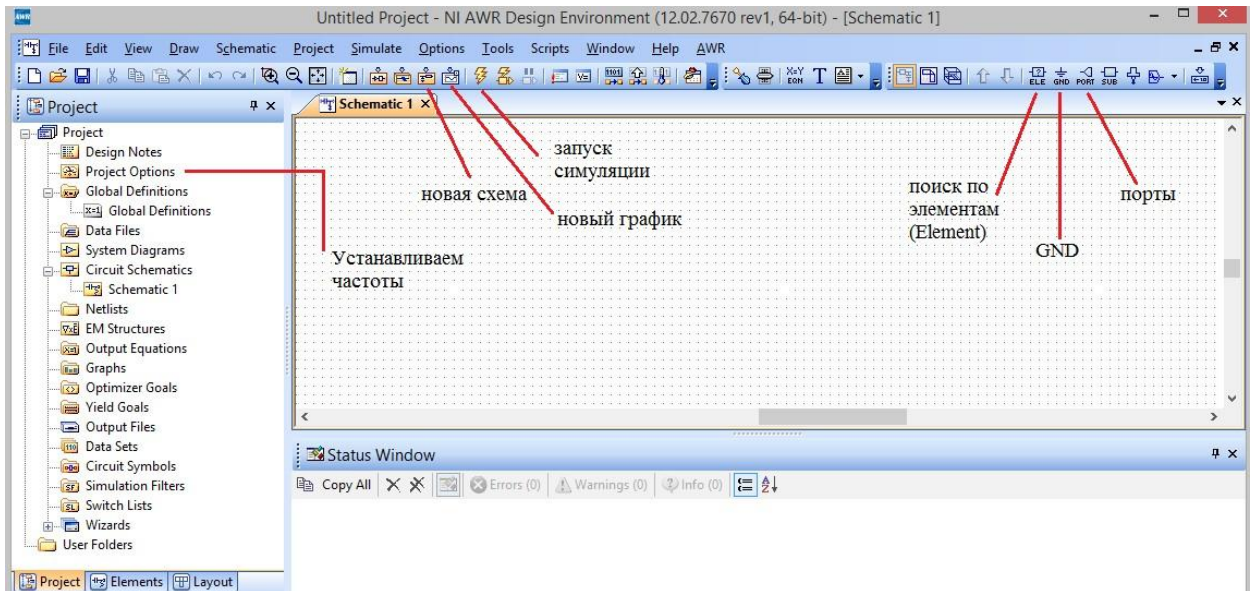 AWR
Untitled Project - NI AWR Design Environment (12.02.7670 rev1, 64-bit) - [Schematic 1]
File Edit View Draw Schematic Project Simulate Options Tools Scripts Window Help AWR
X=Y
EQN
T
ELE GND PORT SUB
Project
Schematic 1
Project
Design Notes
Project Options
Global Definitions
X=1 Global Definitions
Data Files
System Diagrams
Circuit Schematics
Schematic 1
Netlists
EM Structures
Output Equations
Graphs
Optimizer Goals
Yield Goals
Output Files
Data Sets
Circuit Symbols
Simulation Filters
Switch Lists
Wizards
User Folders
Project Elements Layout
запуск
симуляции
новая схема
новый график
Устанавливаем
частоты
поиск по
элементам
(Element)
GND
порты
Status Window
Copy All Errors (0) Warnings (0) Info (0)